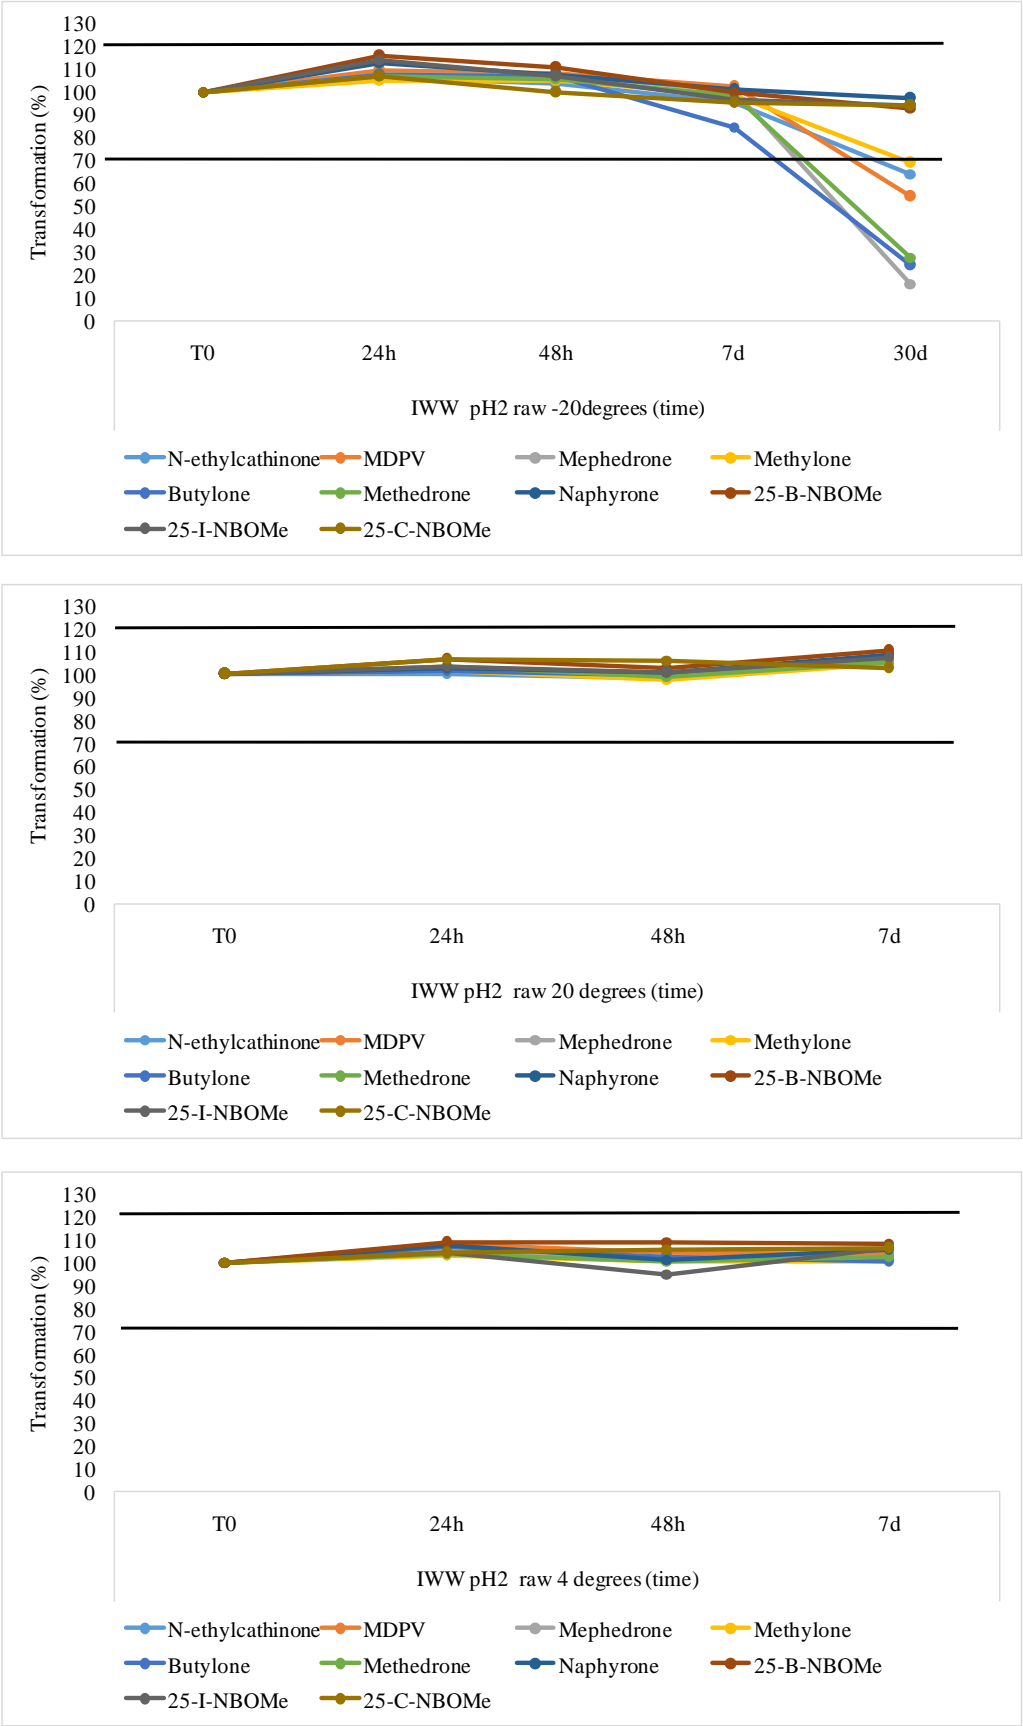 130
120
110
100
90
80
70
60
50
40
30
20
10
0
Transformation (%)
T0 24h 48h 7d 30d
IWW pH2 raw -20degrees (time)
N-ethylcathinone MDPV Mephedrone Methylone
Butylone Methedrone Naphyrone 25-B-NBOMe
25-I-NBOMe 25-C-NBOMe
130
120
110
100
90
80
70
60
50
40
30
20
10
0
Transformation (%)
T0 24h 48h 7d
IWW pH2 raw 20 degrees (time)
N-ethylcathinone MDPV Mephedrone Methylone
Butylone Methedrone Naphyrone 25-B-NBOMe
25-I-NBOMe 25-C-NBOMe
130
120
110
100
90
80
70
60
50
40
30
20
10
0
Transformation (%)
T0 24h 48h 7d
IWW pH2 raw 4 degrees (time)
N-ethylcathinone MDPV Mephedrone Methylone
Butylone Methedrone Naphyrone 25-B-NBOMe
25-I-NBOMe 25-C-NBOMe